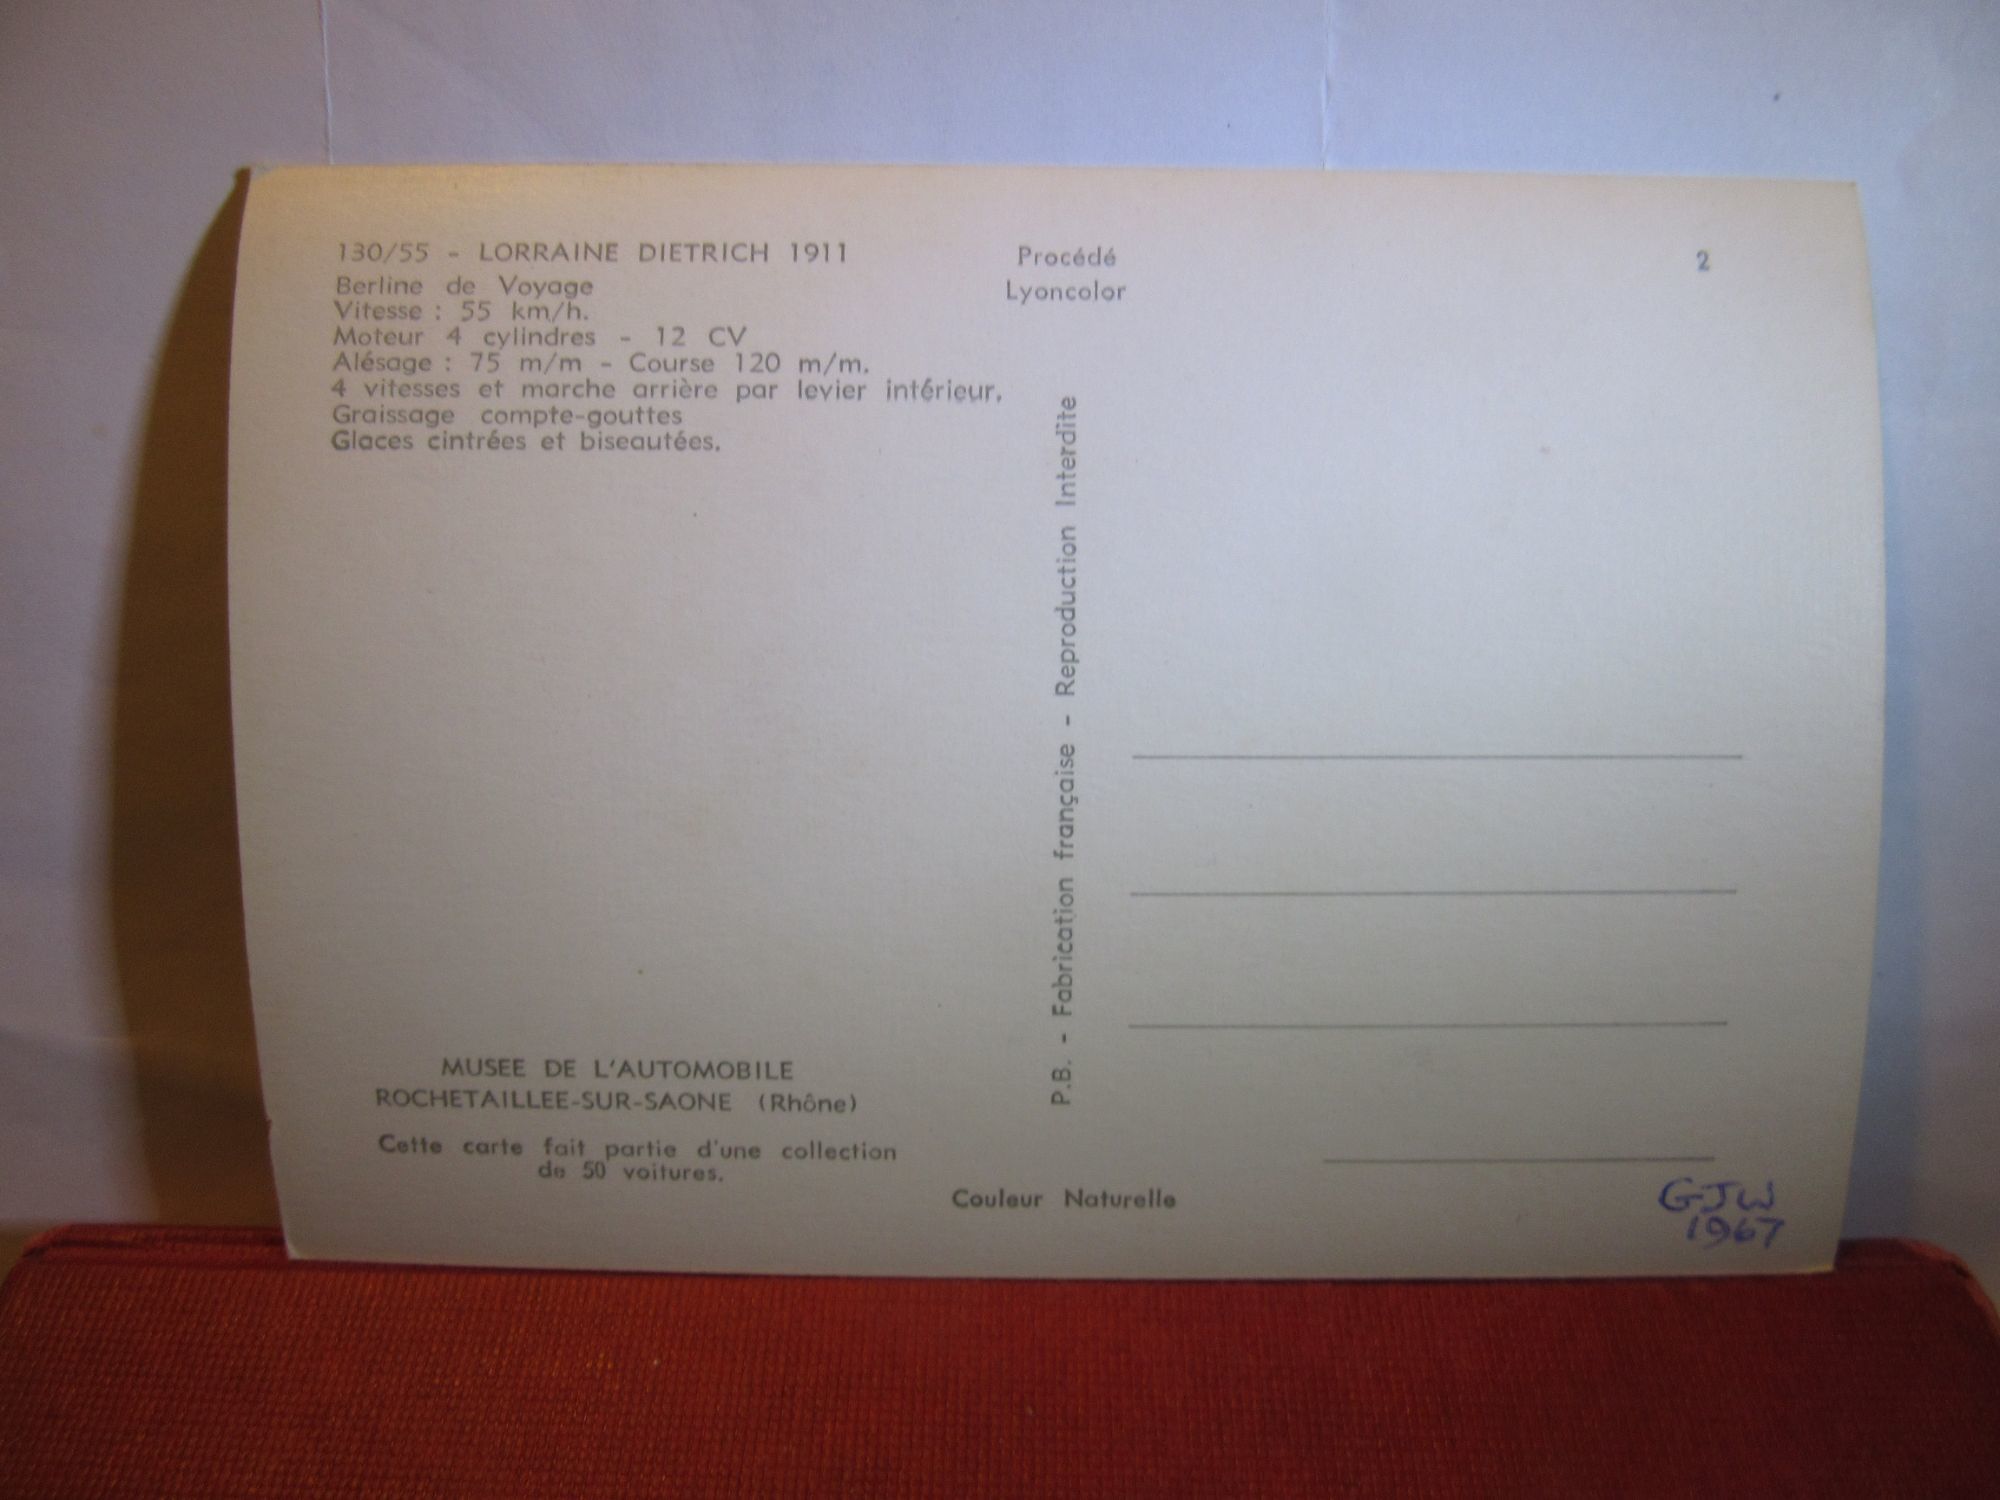 130/55 - LORRAINE DIETRICH 1911
Berline de Voyage
Vitesse : 55 km/h.
Moteur 4 cylindres - 12 CV
Alésage : 75 m/m - Course 120 m/m.
4 vitesses et marche arrière par levier intérieur.
Graissage compte-gouttes
Glaces cintrées et biseautées.
MUSEE DE L'AUTOMOBILE
ROCHETAILLEE-SUR-SAONE (Rhône)
Cette carte fait partie d'une collection
de 50 voitures.
Procédé
Lyoncolor
P.B. - Fabrication française - Reproduction Interdite
Couleur Naturelle
2
GJW
1967